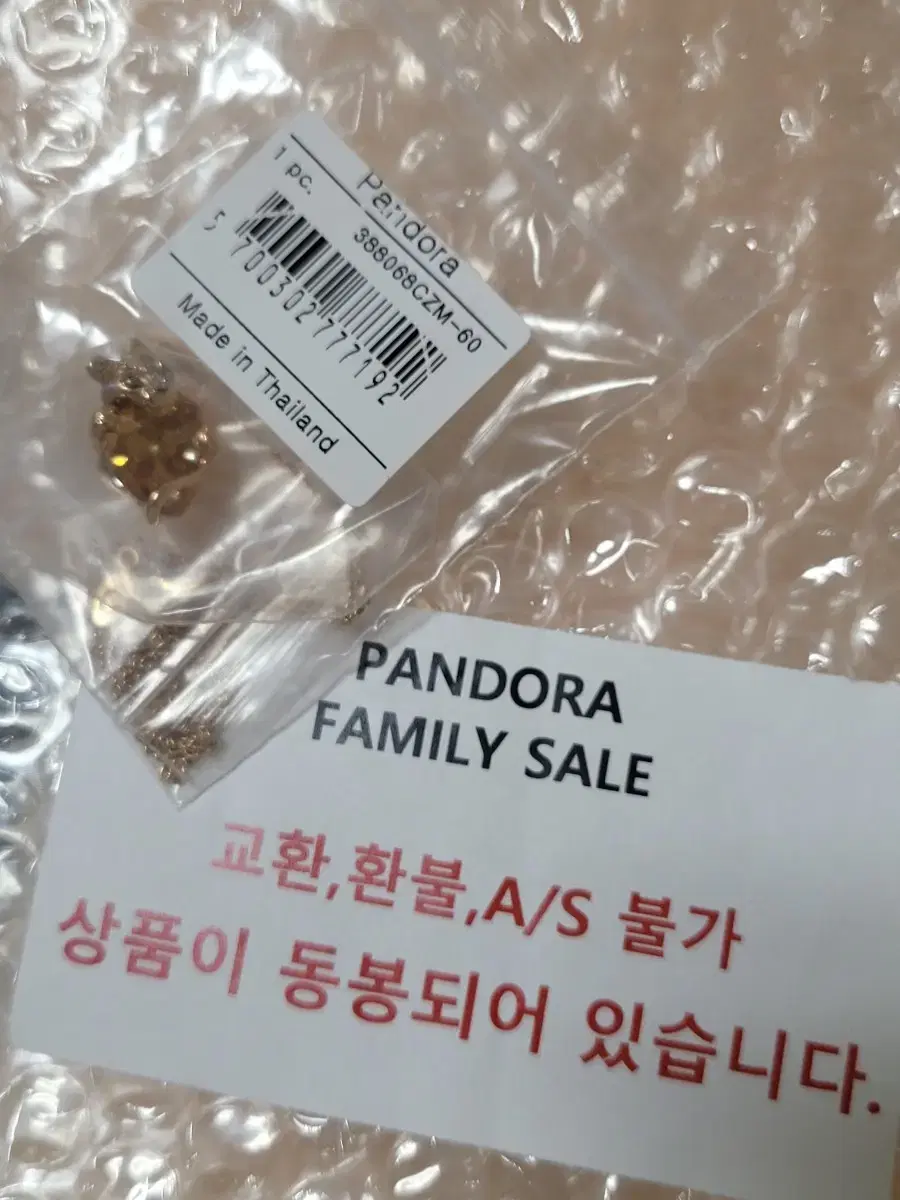 Pandora
1 pc. 388068CZM-60
5 700302 777192
Made in Thailand
PANDORA
FAMILY SALE
교환,환불,A/S 불가
상품이 동봉되어 있습니다.